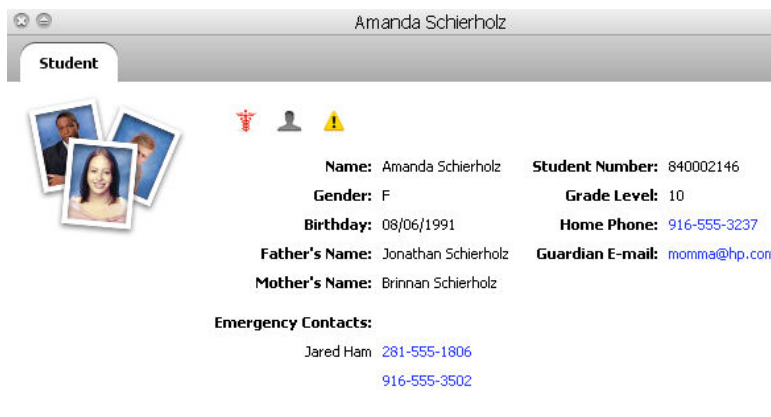 Amanda Schierholz
Student
Name: Amanda Schierholz Student Number: 840002146
Gender: F Grade Level: 10
Birthday: 08/06/1991 Home Phone: 916-555-3237
Father's Name: Jonathan Schierholz Guardian E-mail: momma@hp.com
Mother's Name: Brinnan Schierholz
Emergency Contacts:
Jared Ham 281-555-1806
916-555-3502